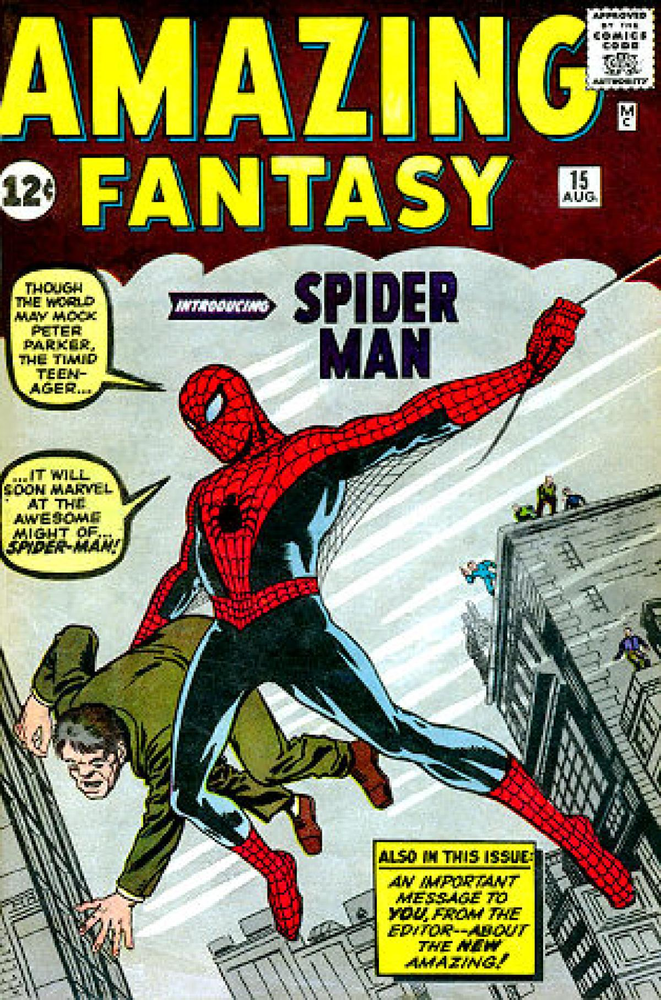 AMAZING
FANTASY
APPROVED
BY THE
COMICS
CODE
AUTHORITY
M
C
12¢
15
AUG.
INTRODUCING
SPIDER
MAN
THOUGH
THE WORLD
MAY MOCK
PETER
PARKER,
THE TIMID
TEEN-
AGER...
...IT WILL
SOON MARVEL
AT THE
AWESOME
MIGHT OF...
SPIDER-MAN!
ALSO IN THIS ISSUE:
AN IMPORTANT
MESSAGE TO
YOU, FROM THE
EDITOR--ABOUT
THE NEW
AMAZING!